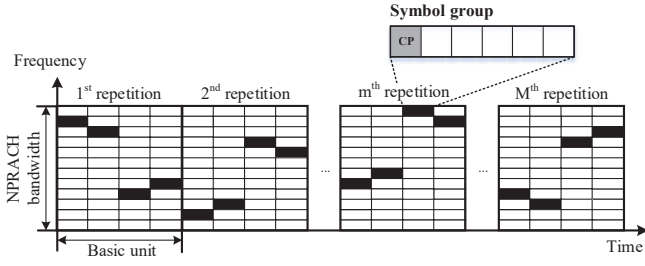 Symbol group
CP
Frequency
1st repetition
2nd repetition
mth repetition
Mth repetition
NPRACH
bandwidth
...
...
Basic unit
Time